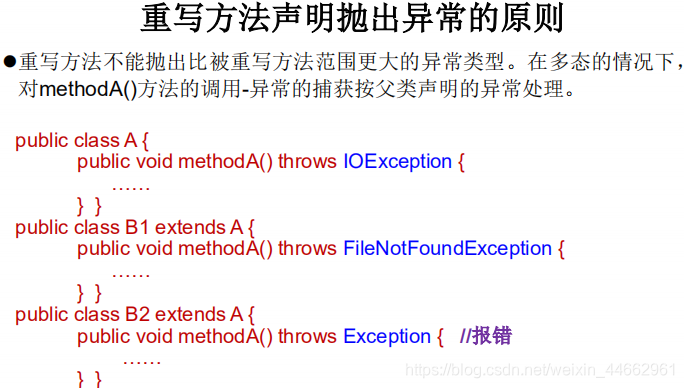 重写方法声明抛出异常的原则
●重写方法不能抛出比被重写方法范围更大的异常类型。在多态的情况下，
对methodA()方法的调用-异常的捕获按父类声明的异常处理。
public class A {
public void methodA() throws IOException {
……
} }
public class B1 extends A {
public void methodA() throws FileNotFoundException {
……
} }
public class B2 extends A {
public void methodA() throws Exception { //报错
……
} }
https://blog.csdn.net/weixin_44662961